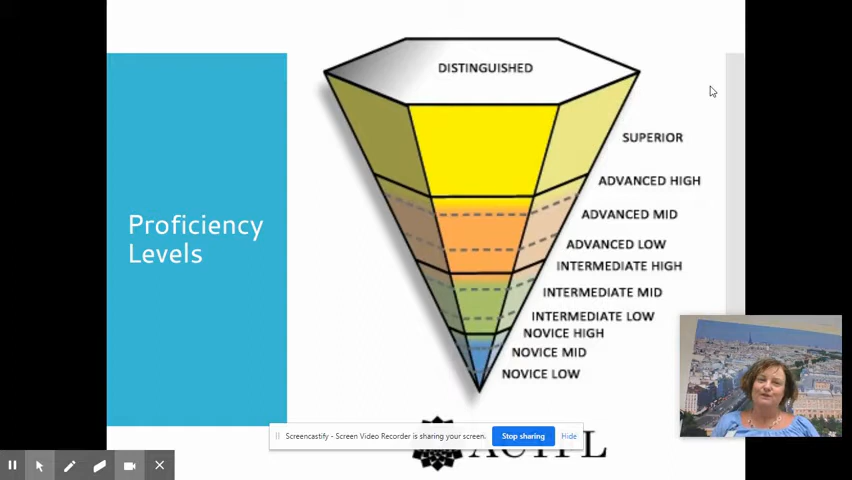 DISTINGUISHED
SUPERIOR
ADVANCED HIGH
Proficiency
Levels
ADVANCED MID
ADVANCED LOW
INTERMEDIATE HIGH
INTERMEDIATE MID
INTERMEDIATE LOW
NOVICE HIGH
NOVICE MID
NOVICE LOW
Screencastify - Screen Video Recorder is sharing your screen.
Stop sharing
Hide
ACTFL